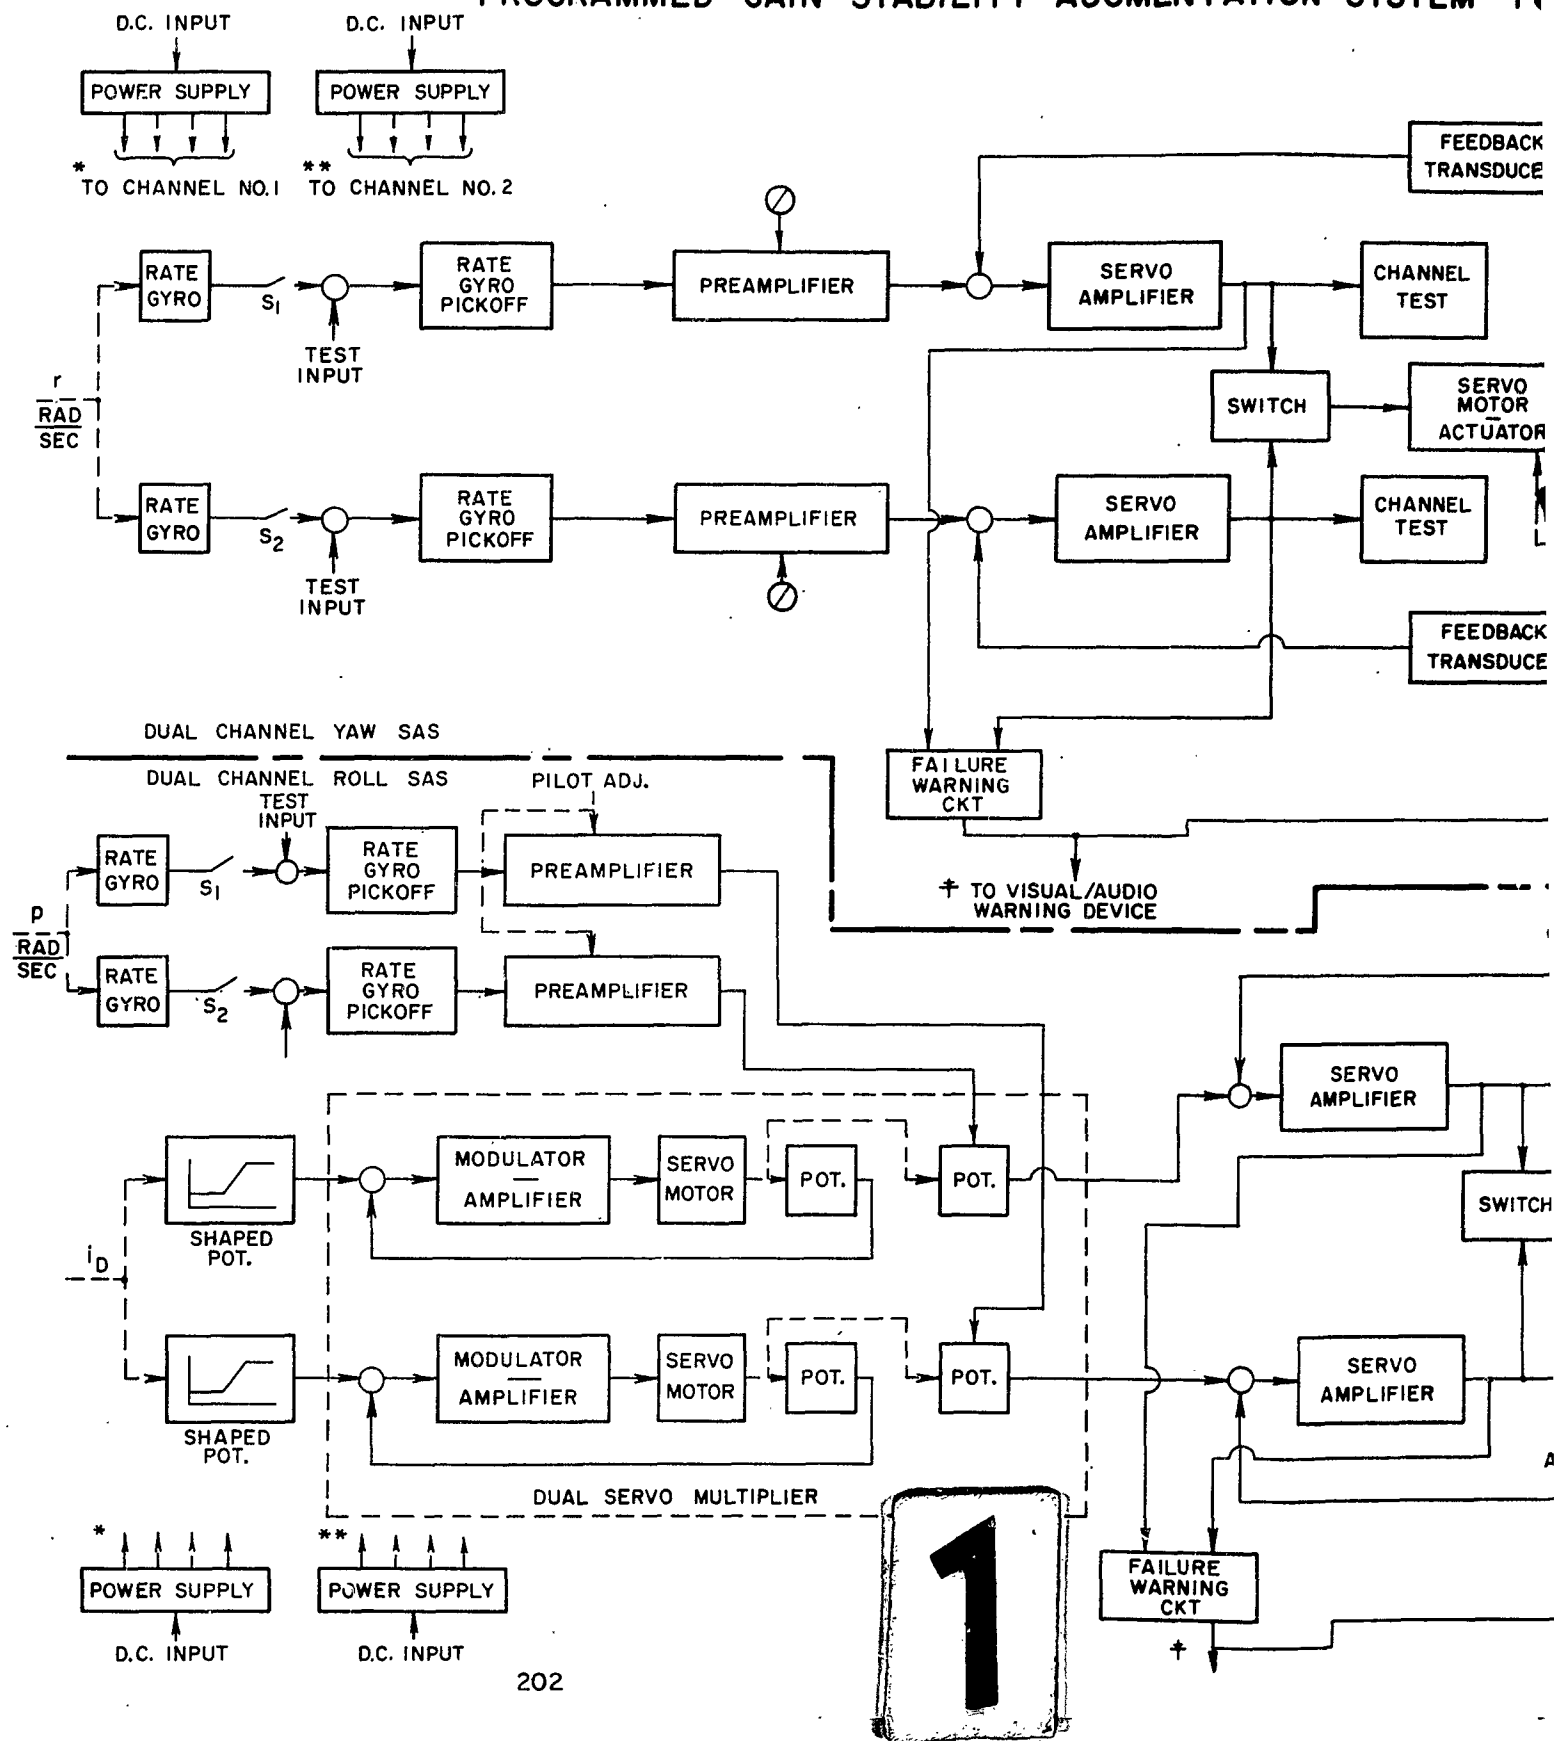 PROGRAMMED GAIN STABILITY AUGMENTATION SYSTEM
D.C. INPUT
D.C. INPUT
POWER SUPPLY
POWER SUPPLY
*
TO CHANNEL NO.1
**
TO CHANNEL NO.2
FEEDBACK
TRANSDUCE
RATE
GYRO
S1
TEST
INPUT
RATE
GYRO
PICKOFF
PREAMPLIFIER
SERVO
AMPLIFIER
CHANNEL
TEST
r
RAD
SEC
SWITCH
SERVO
MOTOR
—
ACTUATOR
RATE
GYRO
S2
TEST
INPUT
RATE
GYRO
PICKOFF
PREAMPLIFIER
SERVO
AMPLIFIER
CHANNEL
TEST
FEEDBACK
TRANSDUCE
DUAL CHANNEL YAW SAS
FAILURE
WARNING
CKT
‡ TO VISUAL/AUDIO
WARNING DEVICE
DUAL CHANNEL ROLL SAS
TEST
INPUT
PILOT ADJ.
RATE
GYRO
S1
RATE
GYRO
PICKOFF
PREAMPLIFIER
p
RAD
SEC
RATE
GYRO
S2
RATE
GYRO
PICKOFF
PREAMPLIFIER
SERVO
AMPLIFIER
SHAPED
POT.
MODULATOR
—
AMPLIFIER
SERVO
MOTOR
POT.
POT.
SWITCH
iD
SHAPED
POT.
MODULATOR
—
AMPLIFIER
SERVO
MOTOR
POT.
POT.
SERVO
AMPLIFIER
A
DUAL SERVO MULTIPLIER
*
**
POWER SUPPLY
POWER SUPPLY
D.C. INPUT
D.C. INPUT
FAILURE
WARNING
CKT
‡
202
1